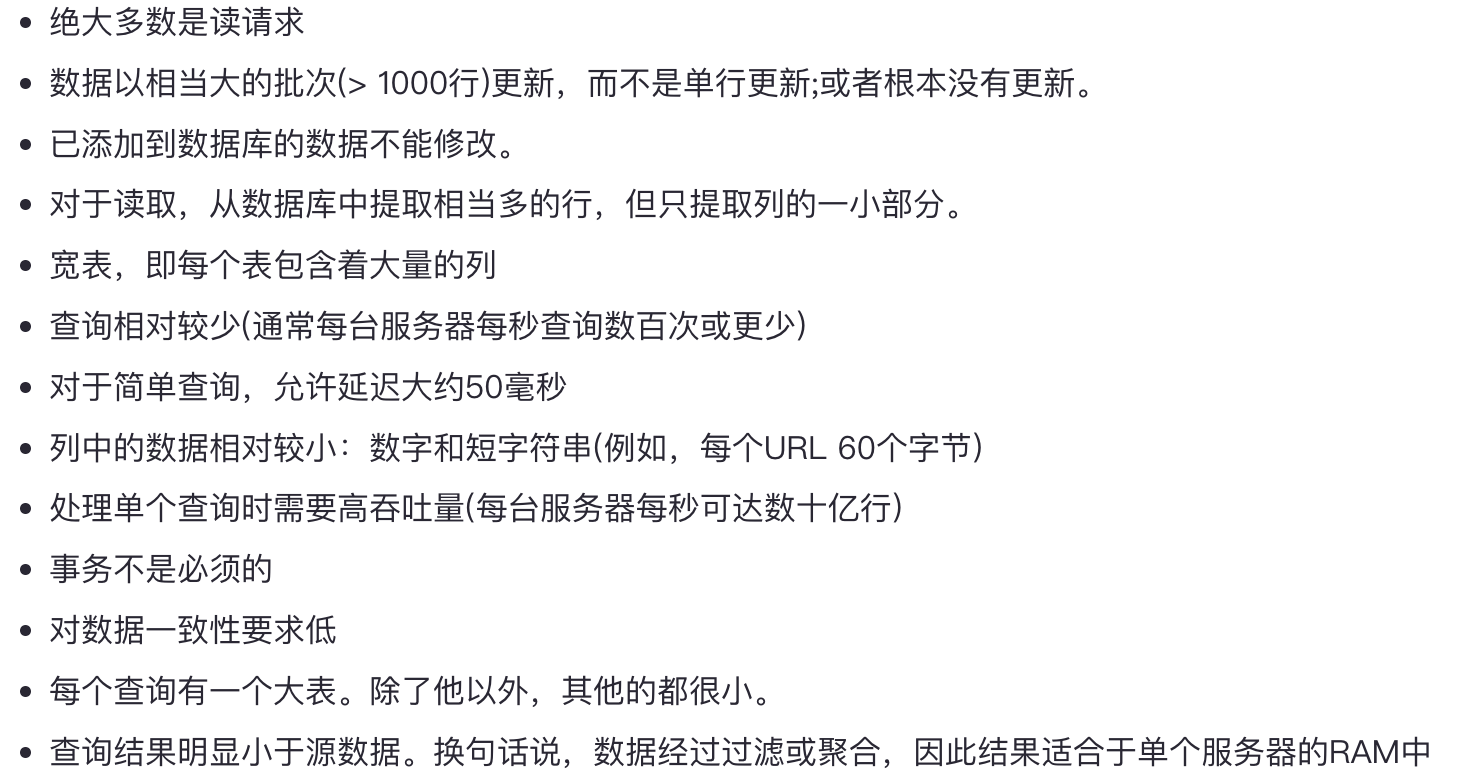 • 绝大多数是读请求
• 数据以相当大的批次(> 1000行)更新，而不是单行更新;或者根本没有更新。
• 已添加到数据库的数据不能修改。
• 对于读取，从数据库中提取相当多的行，但只提取列的一小部分。
• 宽表，即每个表包含着大量的列
• 查询相对较少(通常每台服务器每秒查询数百次或更少)
• 对于简单查询，允许延迟大约50毫秒
• 列中的数据相对较小：数字和短字符串(例如，每个URL 60个字节)
• 处理单个查询时需要高吞吐量(每台服务器每秒可达数十亿行)
• 事务不是必须的
• 对数据一致性要求低
• 每个查询有一个大表。除了他以外，其他的都很小。
• 查询结果明显小于源数据。换句话说，数据经过过滤或聚合，因此结果适合于单个服务器的RAM中